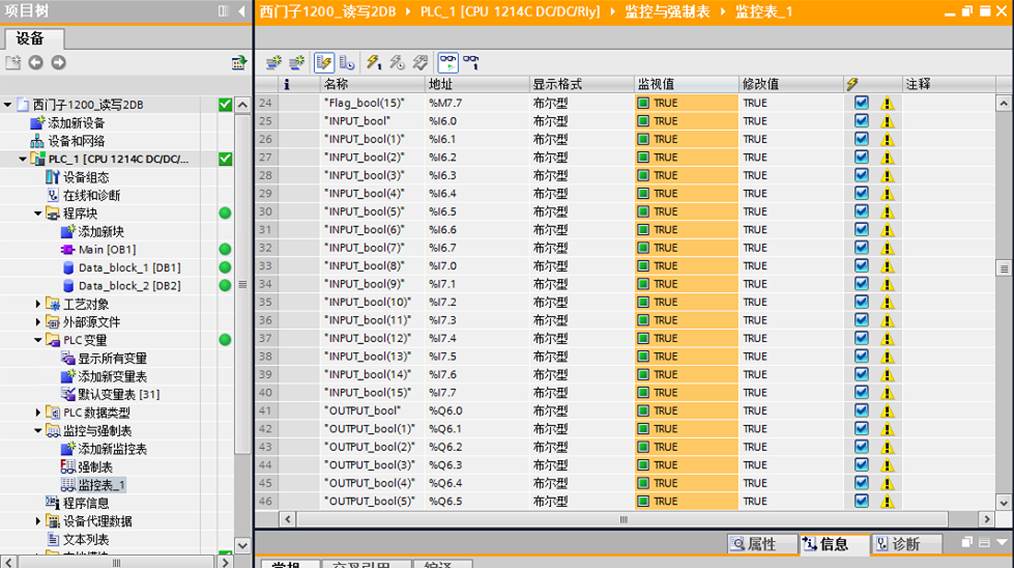 项目树
西门子1200_读写2DB ▸ PLC_1 [CPU 1214C DC/DC/Rly] ▸ 监控与强制表 ▸ 监控表_1
设备
i 名称 地址 显示格式 监视值 修改值 注释
西门子1200_读写2DB
添加新设备
设备和网络
PLC_1 [CPU 1214C DC/DC/...
设备组态
在线和诊断
程序块
添加新块
Main [OB1]
Data_block_1 [DB1]
Data_block_2 [DB2]
工艺对象
外部源文件
PLC 变量
显示所有变量
添加新变量表
默认变量表 [31]
PLC 数据类型
监控与强制表
添加新监控表
强制表
监控表_1
程序信息
设备代理数据
文本列表
24 "Flag_bool(15)" %M7.7 布尔型 TRUE TRUE
25 "INPUT_bool" %I6.0 布尔型 TRUE TRUE
26 "INPUT_bool(1)" %I6.1 布尔型 TRUE TRUE
27 "INPUT_bool(2)" %I6.2 布尔型 TRUE TRUE
28 "INPUT_bool(3)" %I6.3 布尔型 TRUE TRUE
29 "INPUT_bool(4)" %I6.4 布尔型 TRUE TRUE
30 "INPUT_bool(5)" %I6.5 布尔型 TRUE TRUE
31 "INPUT_bool(6)" %I6.6 布尔型 TRUE TRUE
32 "INPUT_bool(7)" %I6.7 布尔型 TRUE TRUE
33 "INPUT_bool(8)" %I7.0 布尔型 TRUE TRUE
34 "INPUT_bool(9)" %I7.1 布尔型 TRUE TRUE
35 "INPUT_bool(10)" %I7.2 布尔型 TRUE TRUE
36 "INPUT_bool(11)" %I7.3 布尔型 TRUE TRUE
37 "INPUT_bool(12)" %I7.4 布尔型 TRUE TRUE
38 "INPUT_bool(13)" %I7.5 布尔型 TRUE TRUE
39 "INPUT_bool(14)" %I7.6 布尔型 TRUE TRUE
40 "INPUT_bool(15)" %I7.7 布尔型 TRUE TRUE
41 "OUTPUT_bool" %Q6.0 布尔型 TRUE TRUE
42 "OUTPUT_bool(1)" %Q6.1 布尔型 TRUE TRUE
43 "OUTPUT_bool(2)" %Q6.2 布尔型 TRUE TRUE
44 "OUTPUT_bool(3)" %Q6.3 布尔型 TRUE TRUE
45 "OUTPUT_bool(4)" %Q6.4 布尔型 TRUE TRUE
46 "OUTPUT_bool(5)" %Q6.5 布尔型 TRUE TRUE
属性 信息 诊断
常规 交叉引用 编译